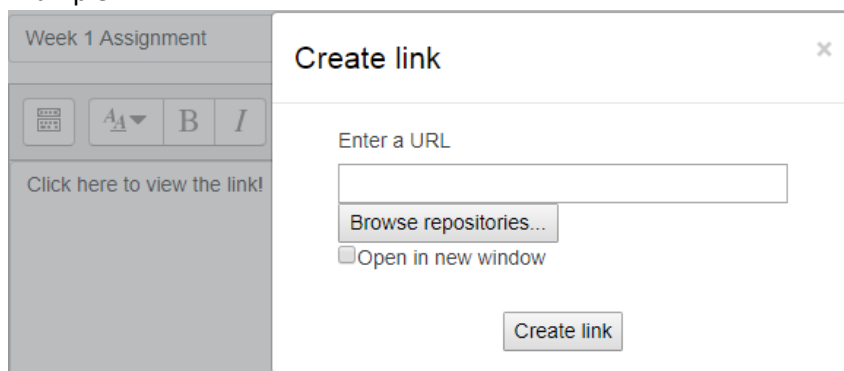 Week 1 Assignment
Create link
×
AA B I
Click here to view the link!
Enter a URL
Browse repositories...
Open in new window
Create link